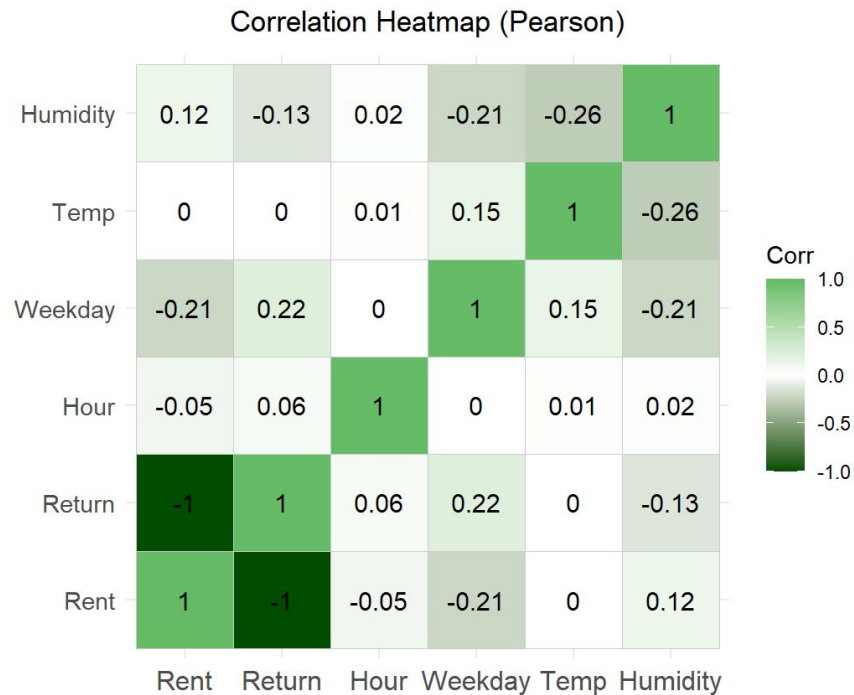 Correlation Heatmap (Pearson)
Humidity 0.12 -0.13 0.02 -0.21 -0.26 1
Temp 0 0 0.01 0.15 1 -0.26
Weekday -0.21 0.22 0 1 0.15 -0.21
Hour -0.05 0.06 1 0 0.01 0.02
Return -1 1 0.06 0.22 0 -0.13
Rent 1 -1 -0.05 -0.21 0 0.12
Rent Return Hour Weekday Temp Humidity
Corr
1.0
0.5
0.0
-0.5
-1.0